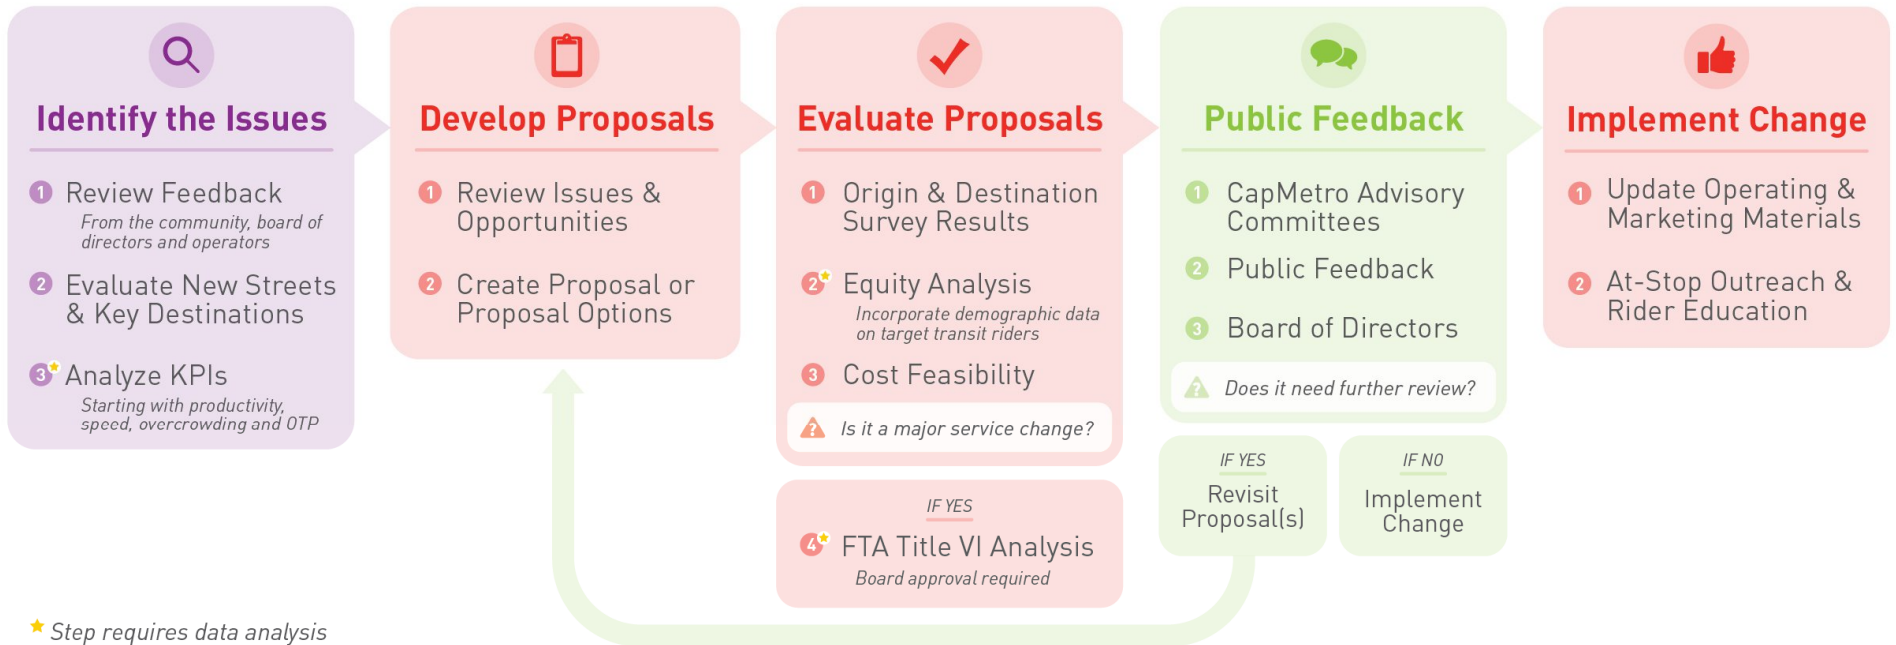 Identify the Issues
1 Review Feedback
From the community, board of
directors and operators
2 Evaluate New Streets
& Key Destinations
3 Analyze KPIs
Starting with productivity,
speed, overcrowding and OTP
Develop Proposals
1 Review Issues &
Opportunities
2 Create Proposal or
Proposal Options
Evaluate Proposals
1 Origin & Destination
Survey Results
2 Equity Analysis
Incorporate demographic data
on target transit riders
3 Cost Feasibility
? Is it a major service change?
IF YES
4 FTA Title VI Analysis
Board approval required
Public Feedback
1 CapMetro Advisory
Committees
2 Public Feedback
3 Board of Directors
? Does it need further review?
IF YES
Revisit
Proposal(s)
IF NO
Implement
Change
Implement Change
1 Update Operating &
Marketing Materials
2 At-Stop Outreach &
Rider Education
Step requires data analysis